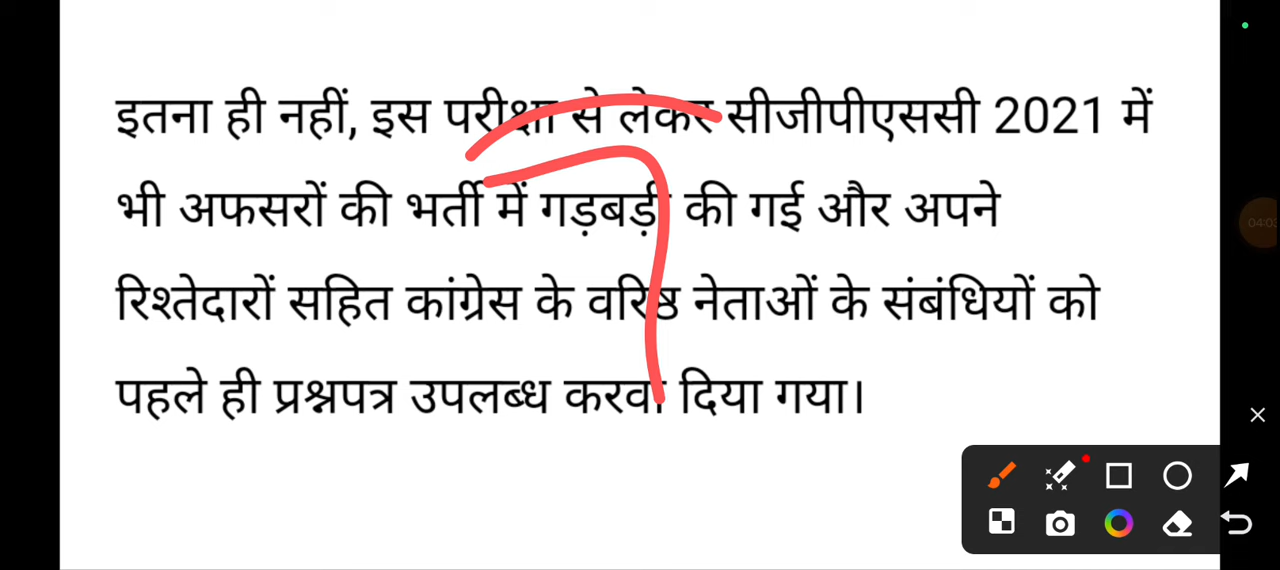 इतना ही नहीं, इस परीक्षा से लेकर सीजीपीएससी 2021 में
भी अफसरों की भर्ती में गड़बड़ी की गई और अपने
रिश्तेदारों सहित कांग्रेस के वरिष्ठ नेताओं के संबंधियों को
पहले ही प्रश्नपत्र उपलब्ध करवा दिया गया।